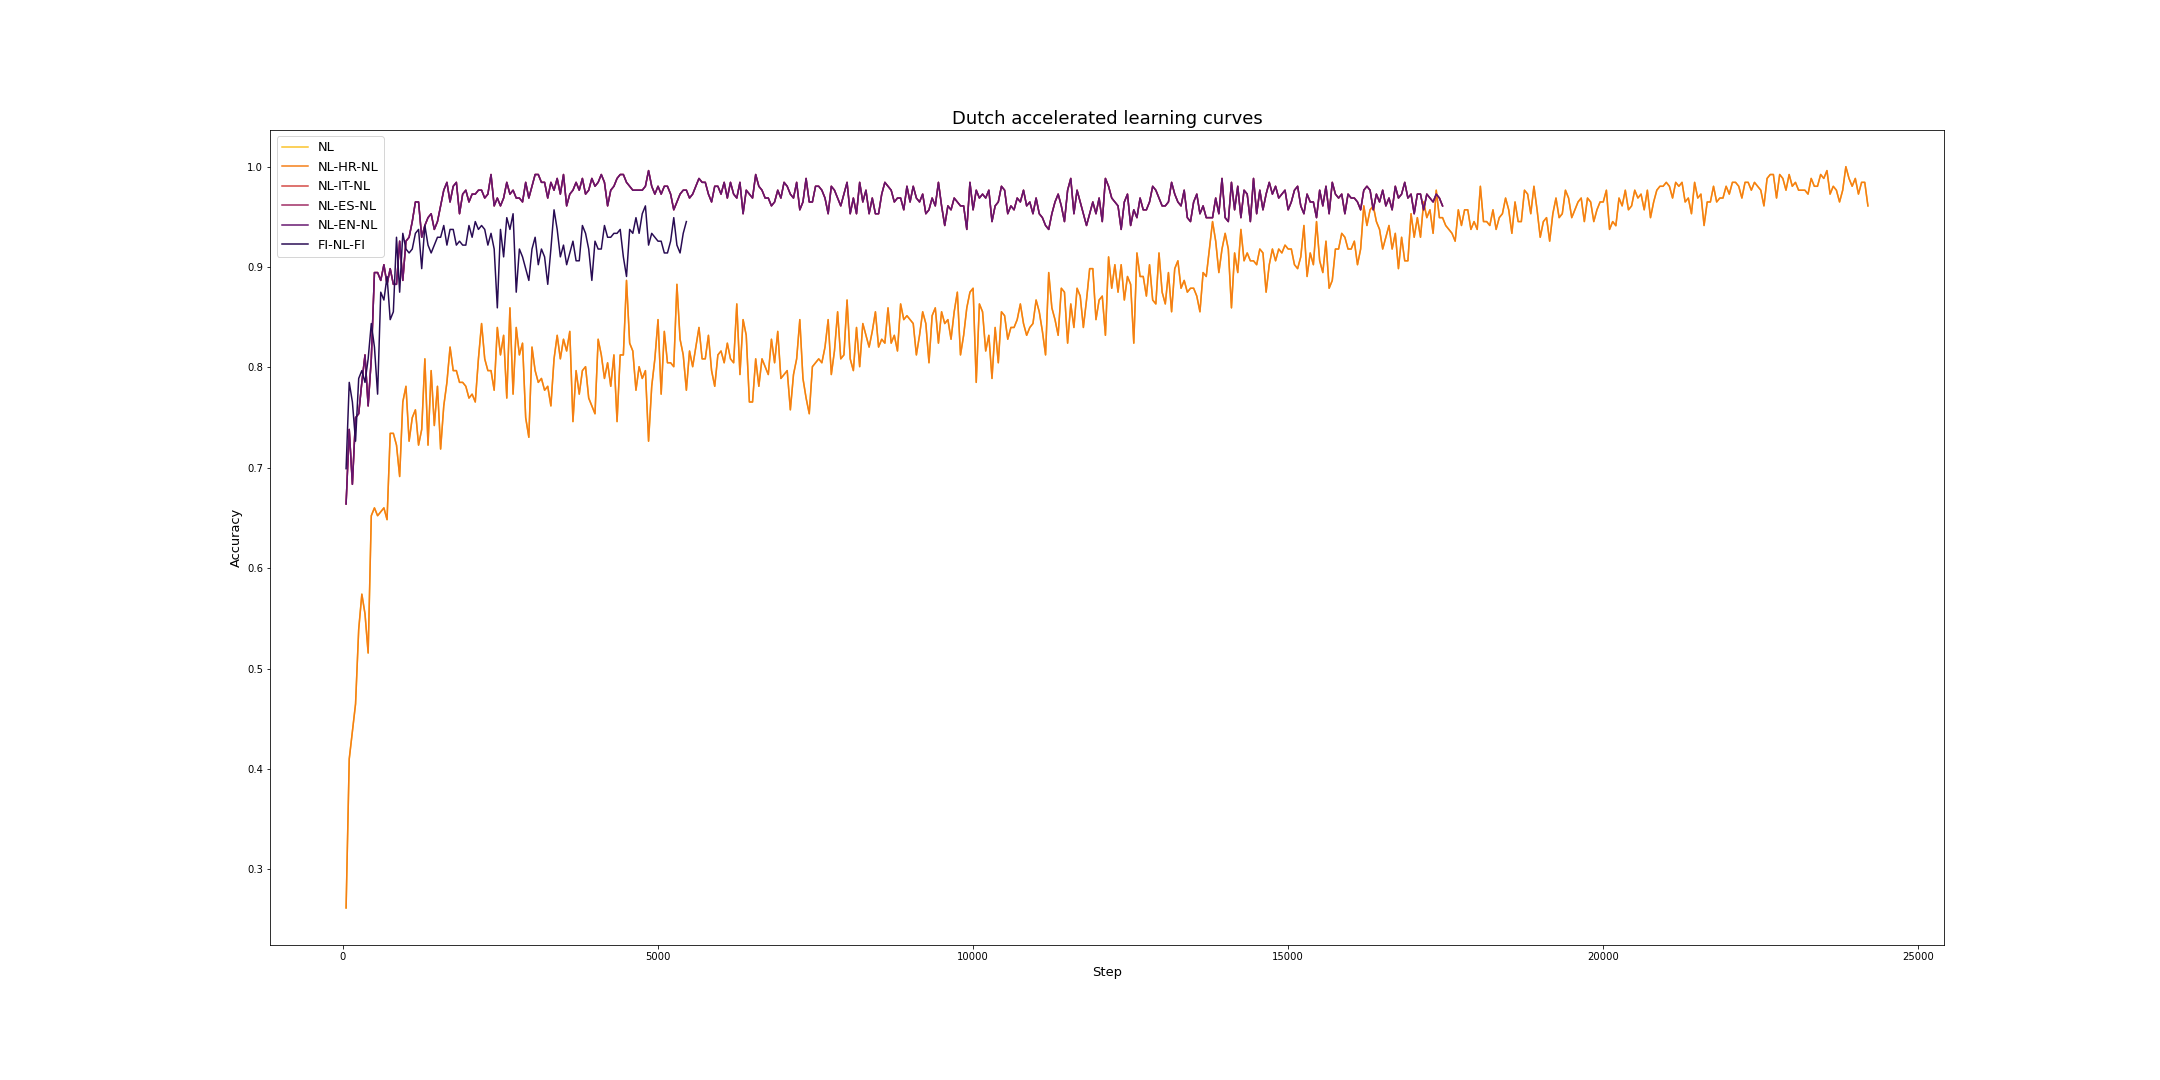 Dutch accelerated learning curves
NL
NL-HR-NL
NL-IT-NL
NL-ES-NL
NL-EN-NL
FI-NL-FI
1.0
0.9
0.8
0.7
0.6
0.5
0.4
0.3
Accuracy
0 5000 10000 15000 20000 25000
Step